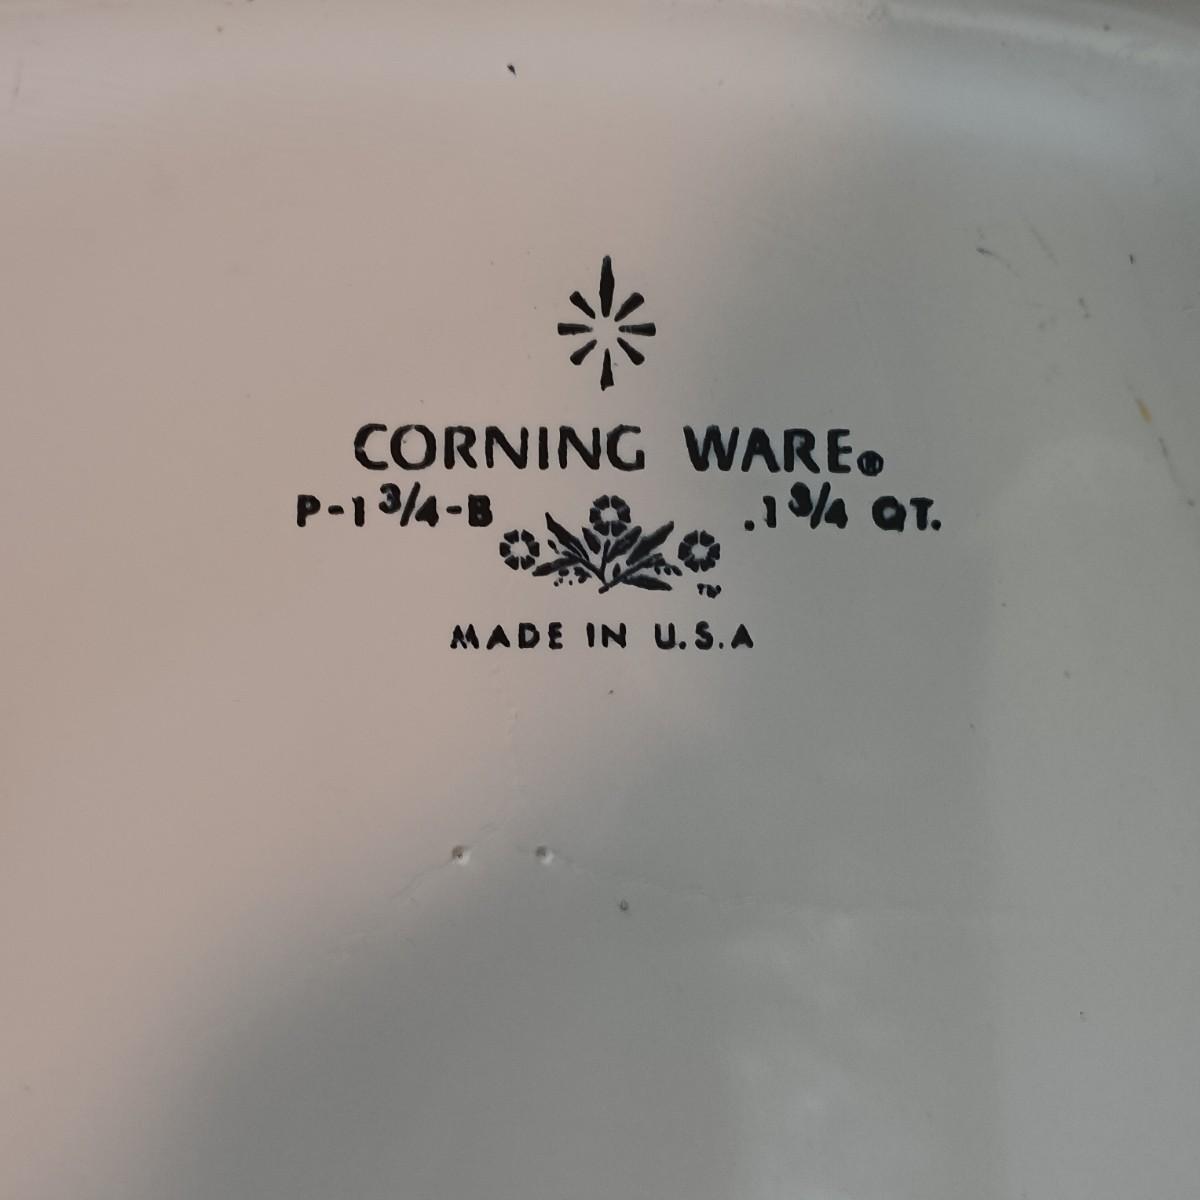 CORNING WARE®
P-1 3/4-B .1 3/4 QT.
TM
MADE IN U.S.A